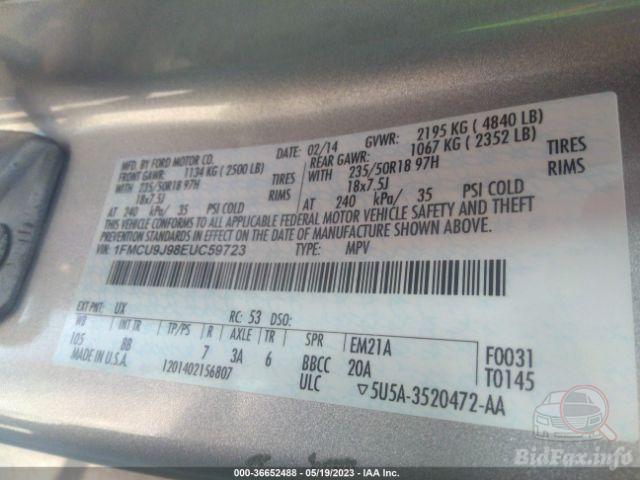 MFD. BY FORD MOTOR CO. DATE: 02/14 GVWR: 2195 KG ( 4840 LB)
FRONT GAWR: 1134 KG ( 2500 LB) REAR GAWR: 1067 KG ( 2352 LB)
WITH 235/50R18 97H TIRES WITH 235/50R18 97H TIRES
18x7.5J RIMS 18x7.5J RIMS
AT 240 kPa/ 35 PSI COLD AT 240 kPa/ 35 PSI COLD
THIS VEHICLE CONFORMS TO ALL APPLICABLE FEDERAL MOTOR VEHICLE SAFETY AND THEFT
PREVENTION STANDARDS IN EFFECT ON THE DATE OF MANUFACTURE SHOWN ABOVE.
VIN: 1FMCU9J98EUC59723 TYPE: MPV
EXT PNT: UX RC: 53 DSO:
WB INT TR TP/PS R AXLE TR SPR EM21A F0031
105 BB 7 3A 6 BBCC 20A T0145
MADE IN U.S.A. 1201402156807 ULC ▽5U5A-3520472-AA
000-36652488 - 05/19/2023 - IAA Inc.
BidFax.info